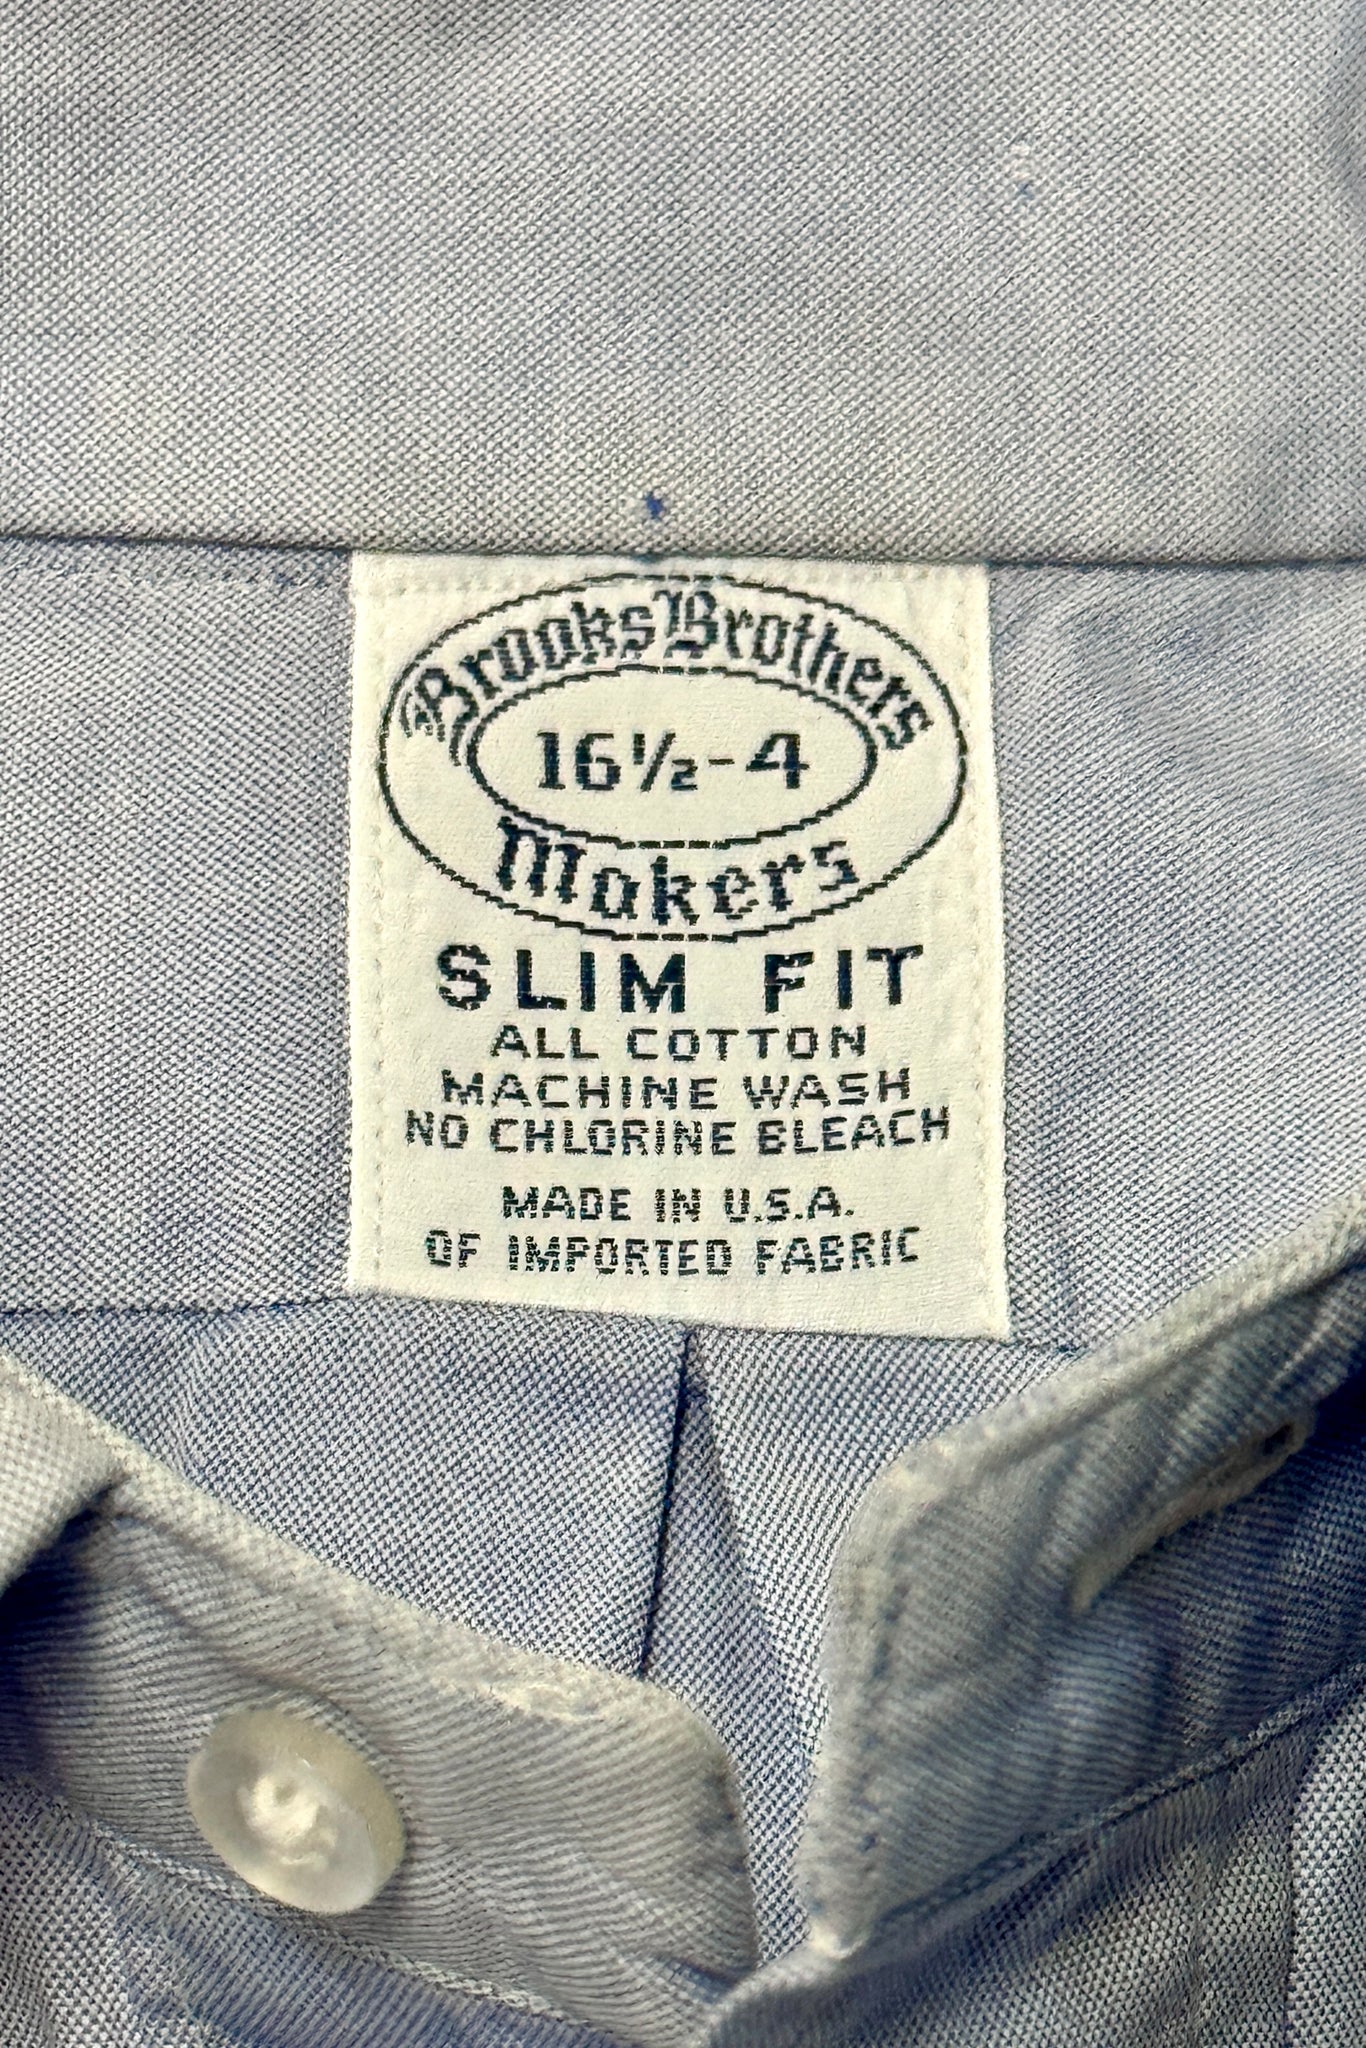 Brooks Brothers
16½-4
Makers
SLIM FIT
ALL COTTON
MACHINE WASH
NO CHLORINE BLEACH
MADE IN U.S.A.
OF IMPORTED FABRIC